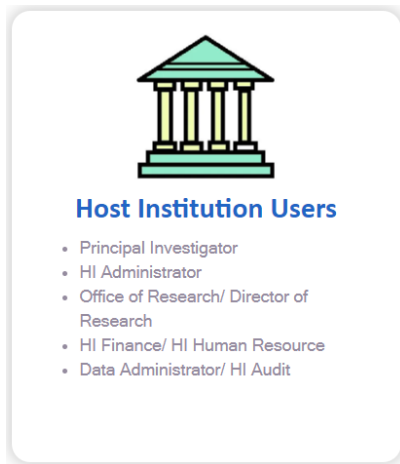 Host Institution Users
• Principal Investigator
• HI Administrator
• Office of Research/ Director of
Research
• HI Finance/ HI Human Resource
• Data Administrator/ HI Audit